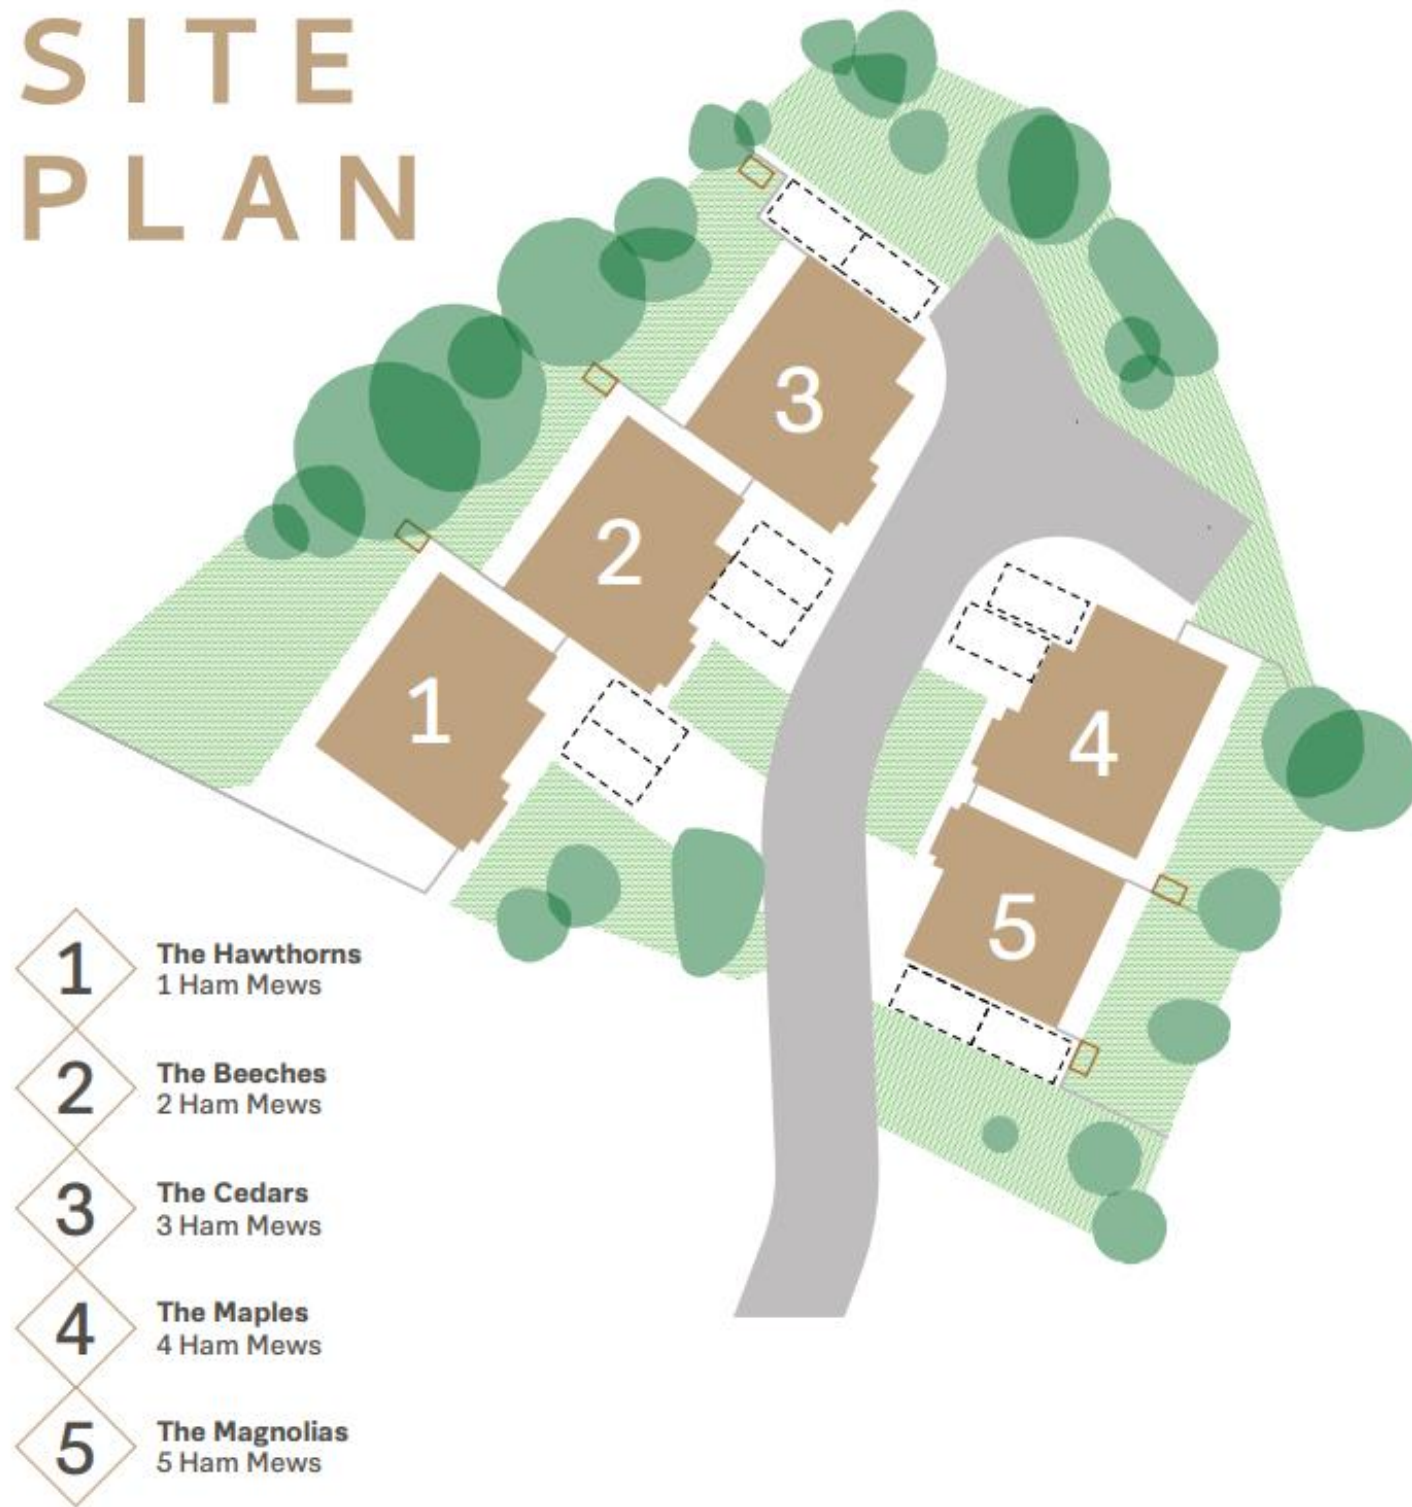 SITE
PLAN
3
2
1
4
5
1
The Hawthorns
1 Ham Mews
2
The Beeches
2 Ham Mews
3
The Cedars
3 Ham Mews
4
The Maples
4 Ham Mews
5
The Magnolias
5 Ham Mews